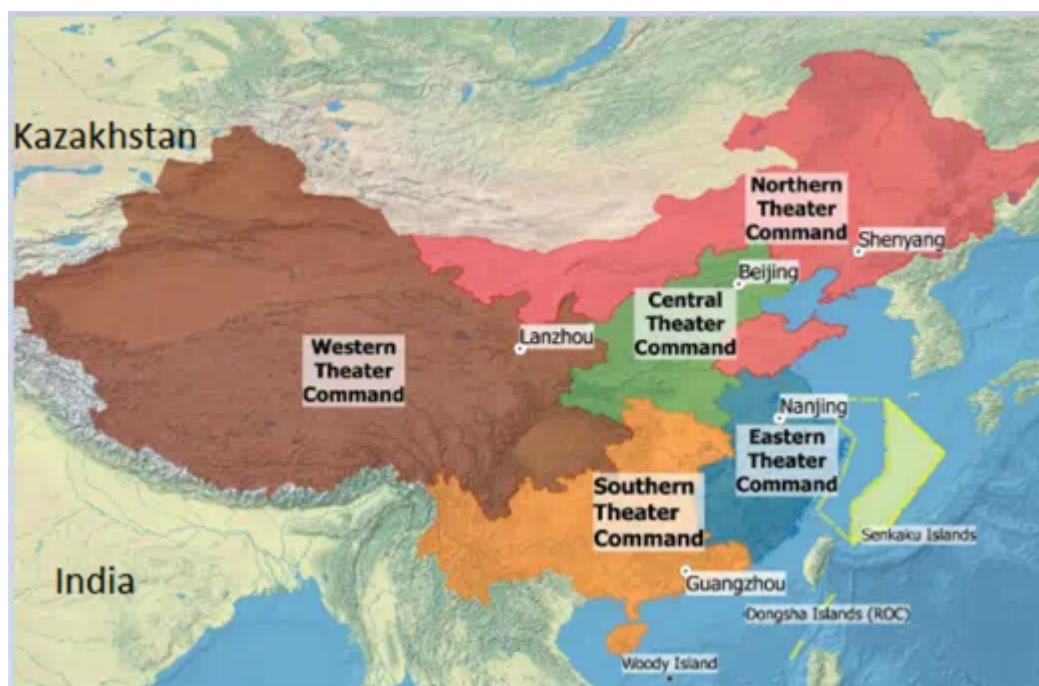 Kazakhstan
Northern
Theater
Command
Shenyang
Beijing
Central
Theater
Command
Lanzhou
Western
Theater
Command
Nanjing
Eastern
Theater
Command
Southern
Theater
Command
Senkaku Islands
India
Guangzhou
Dongsha Islands (ROC)
Woody Island